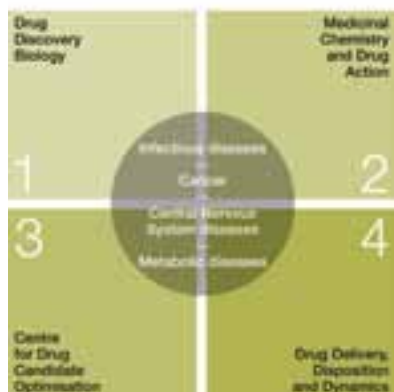 Drug
Discovery
Biology
1
Medicinal
Chemistry
and Drug
Action
2
Infectious diseases
Cancer
Central Nervous
System diseases
Metabolic diseases
3
Centre
for Drug
Candidate
Optimisation
4
Drug Delivery,
Disposition
and Dynamics